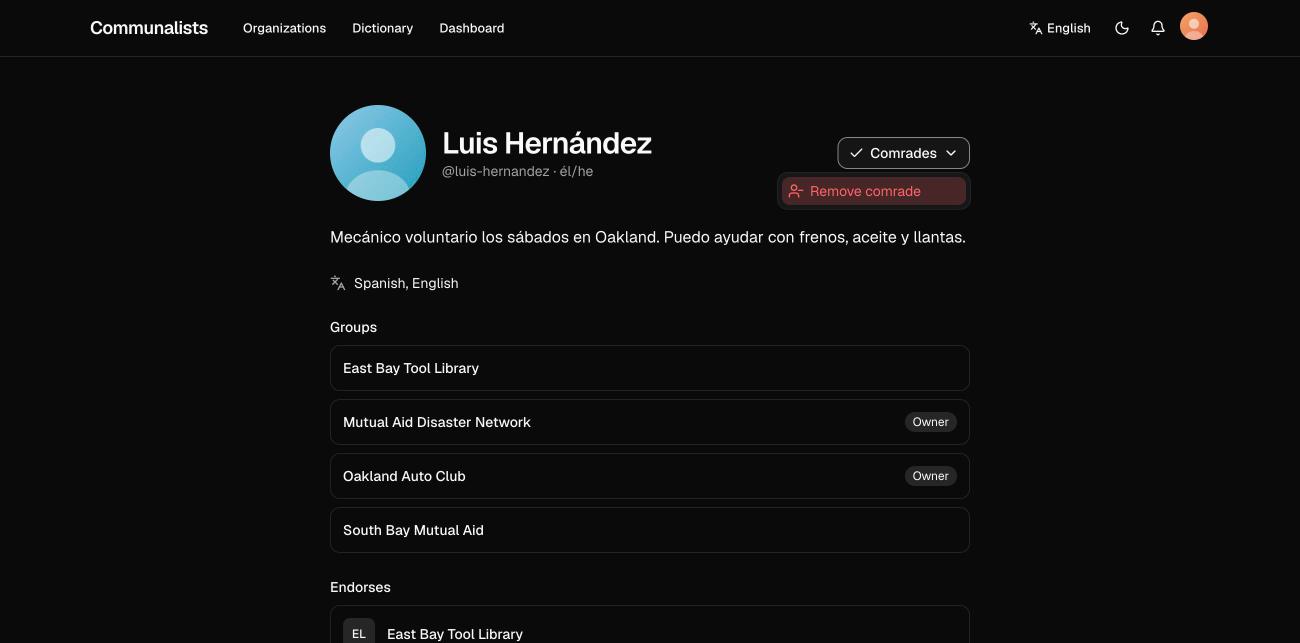 Communalists
Organizations
Dictionary
Dashboard
English
Luis Hernández
@luis-hernandez · él/he
Comrades
Remove comrade
Mecánico voluntario los sábados en Oakland. Puedo ayudar con frenos, aceite y llantas.
Spanish, English
Groups
East Bay Tool Library
Mutual Aid Disaster Network
Owner
Oakland Auto Club
Owner
South Bay Mutual Aid
Endorses
EL
East Bay Tool Library